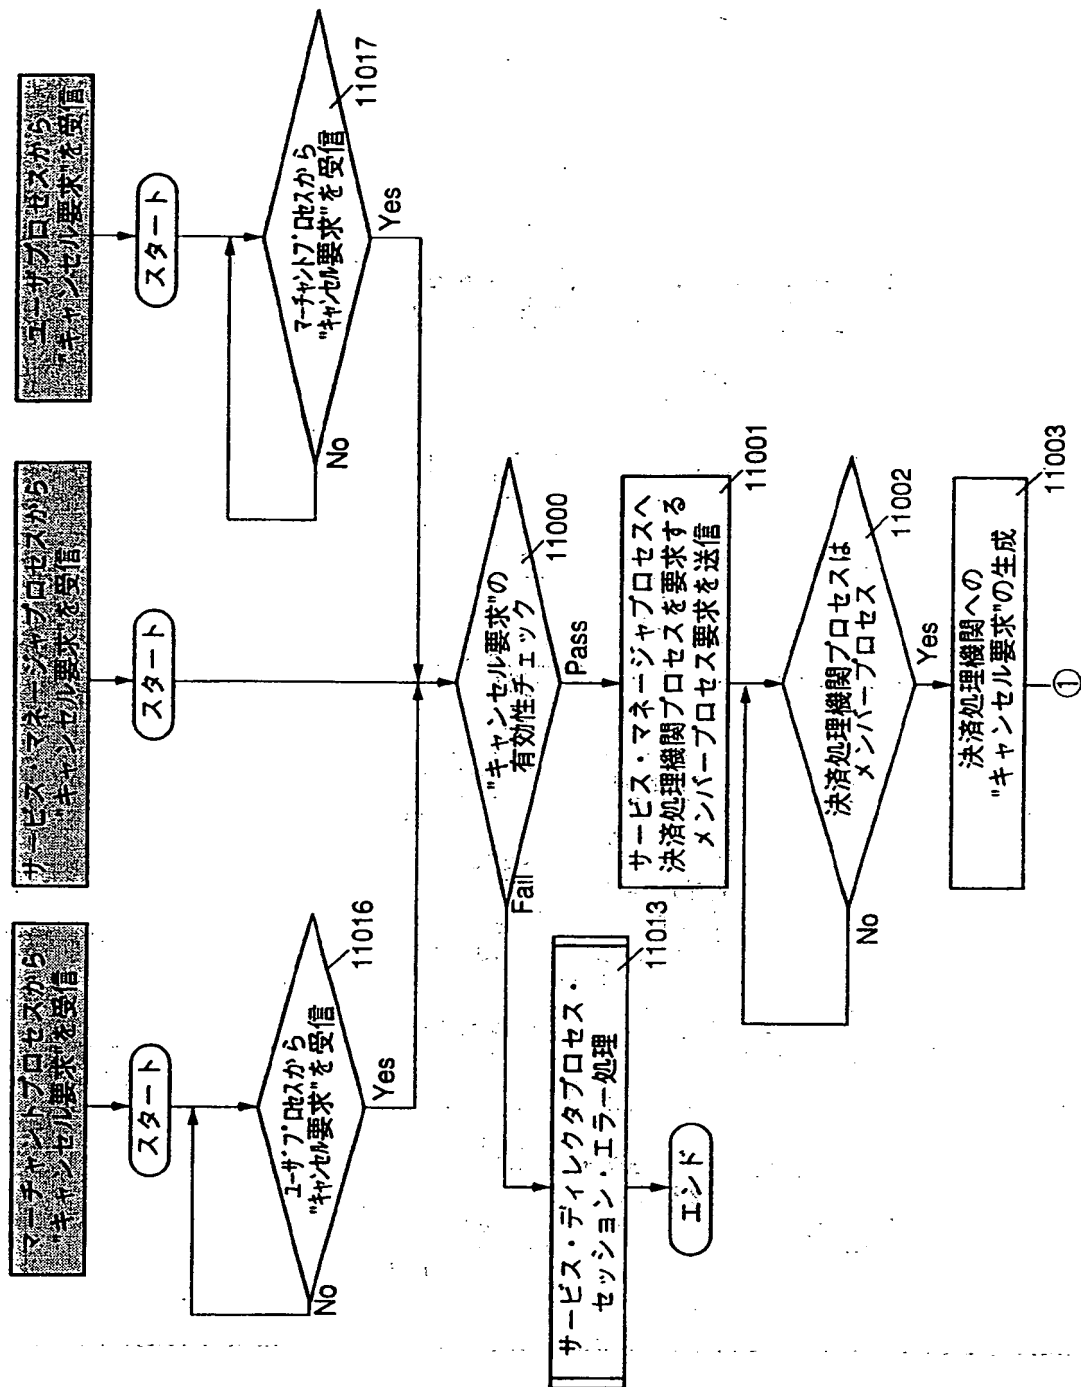 マーチャントプロセスから
"キャンセル要求"を受信
スタート
ユーザプロセスから
"キャンセル要求"を受信
11016
No
Yes
サービス・マネージャプロセスから
"キャンセル要求"を受信
スタート
ユーザプロセスから
"キャンセル要求"を受信
スタート
マーチャントプロセスから
"キャンセル要求"を受信
11017
No
Yes
"キャンセル要求"の
有効性チェック
11000
Fail
Pass
サービス・ディレクタプロセス・
セッション・エラー処理
11013
エンド
サービス・マネージャプロセスへ
決済処理機関プロセスを要求する
メンバープロセス要求を送信
11001
決済処理機関プロセスは
メンバープロセス
11002
No
Yes
決済処理機関への
"キャンセル要求"の生成
11003
①